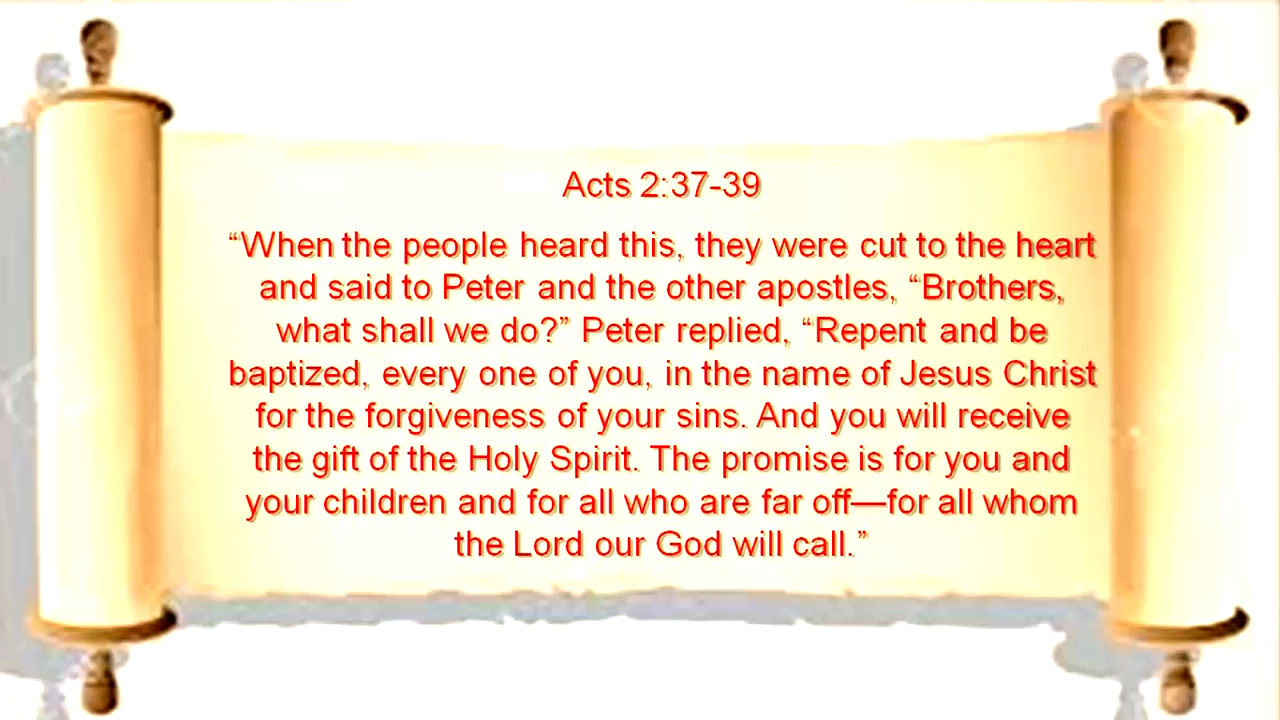 Acts 2:37-39
“When the people heard this, they were cut to the heart
and said to Peter and the other apostles, “Brothers,
what shall we do?” Peter replied, “Repent and be
baptized, every one of you, in the name of Jesus Christ
for the forgiveness of your sins. And you will receive
the gift of the Holy Spirit. The promise is for you and
your children and for all who are far off—for all whom
the Lord our God will call.”